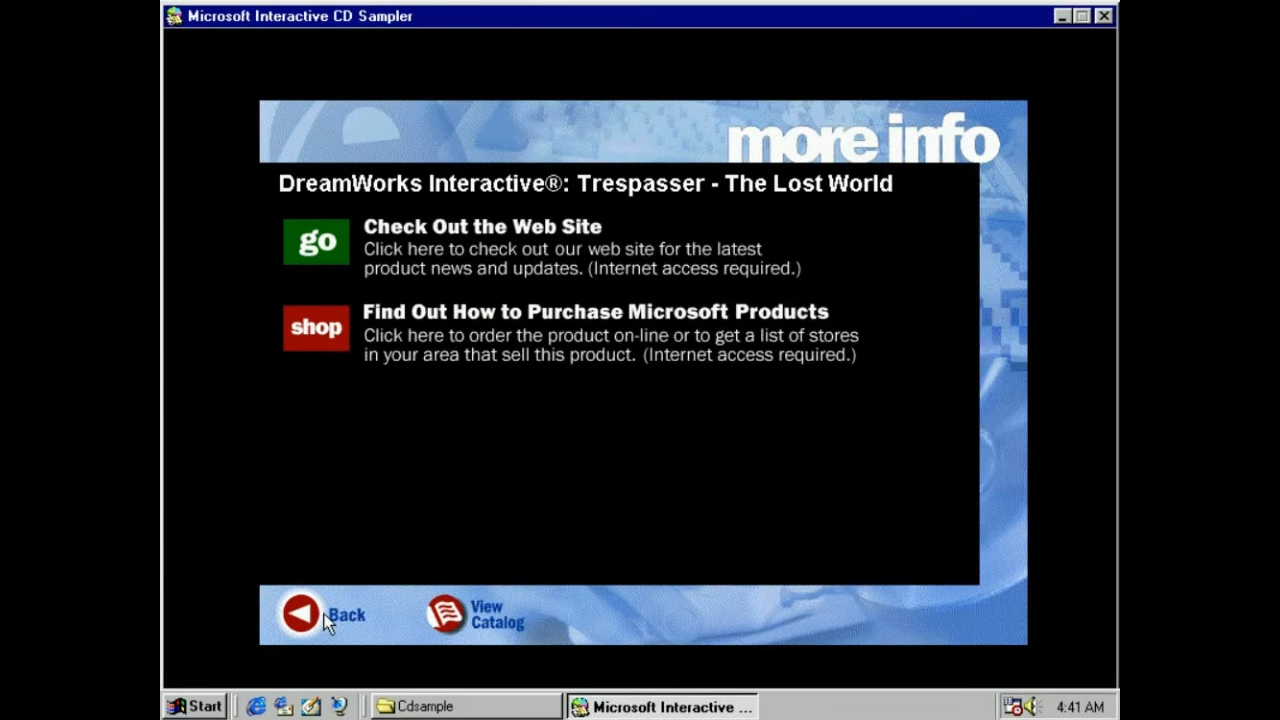 Microsoft Interactive CD Sampler
more info
DreamWorks Interactive®: Trespasser - The Lost World
go
Check Out the Web Site
Click here to check out our web site for the latest
product news and updates. (Internet access required.)
shop
Find Out How to Purchase Microsoft Products
Click here to order the product on-line or to get a list of stores
in your area that sell this product. (Internet access required.)
Back
View
Catalog
Start
Cdsample
Microsoft Interactive ...
4:41 AM